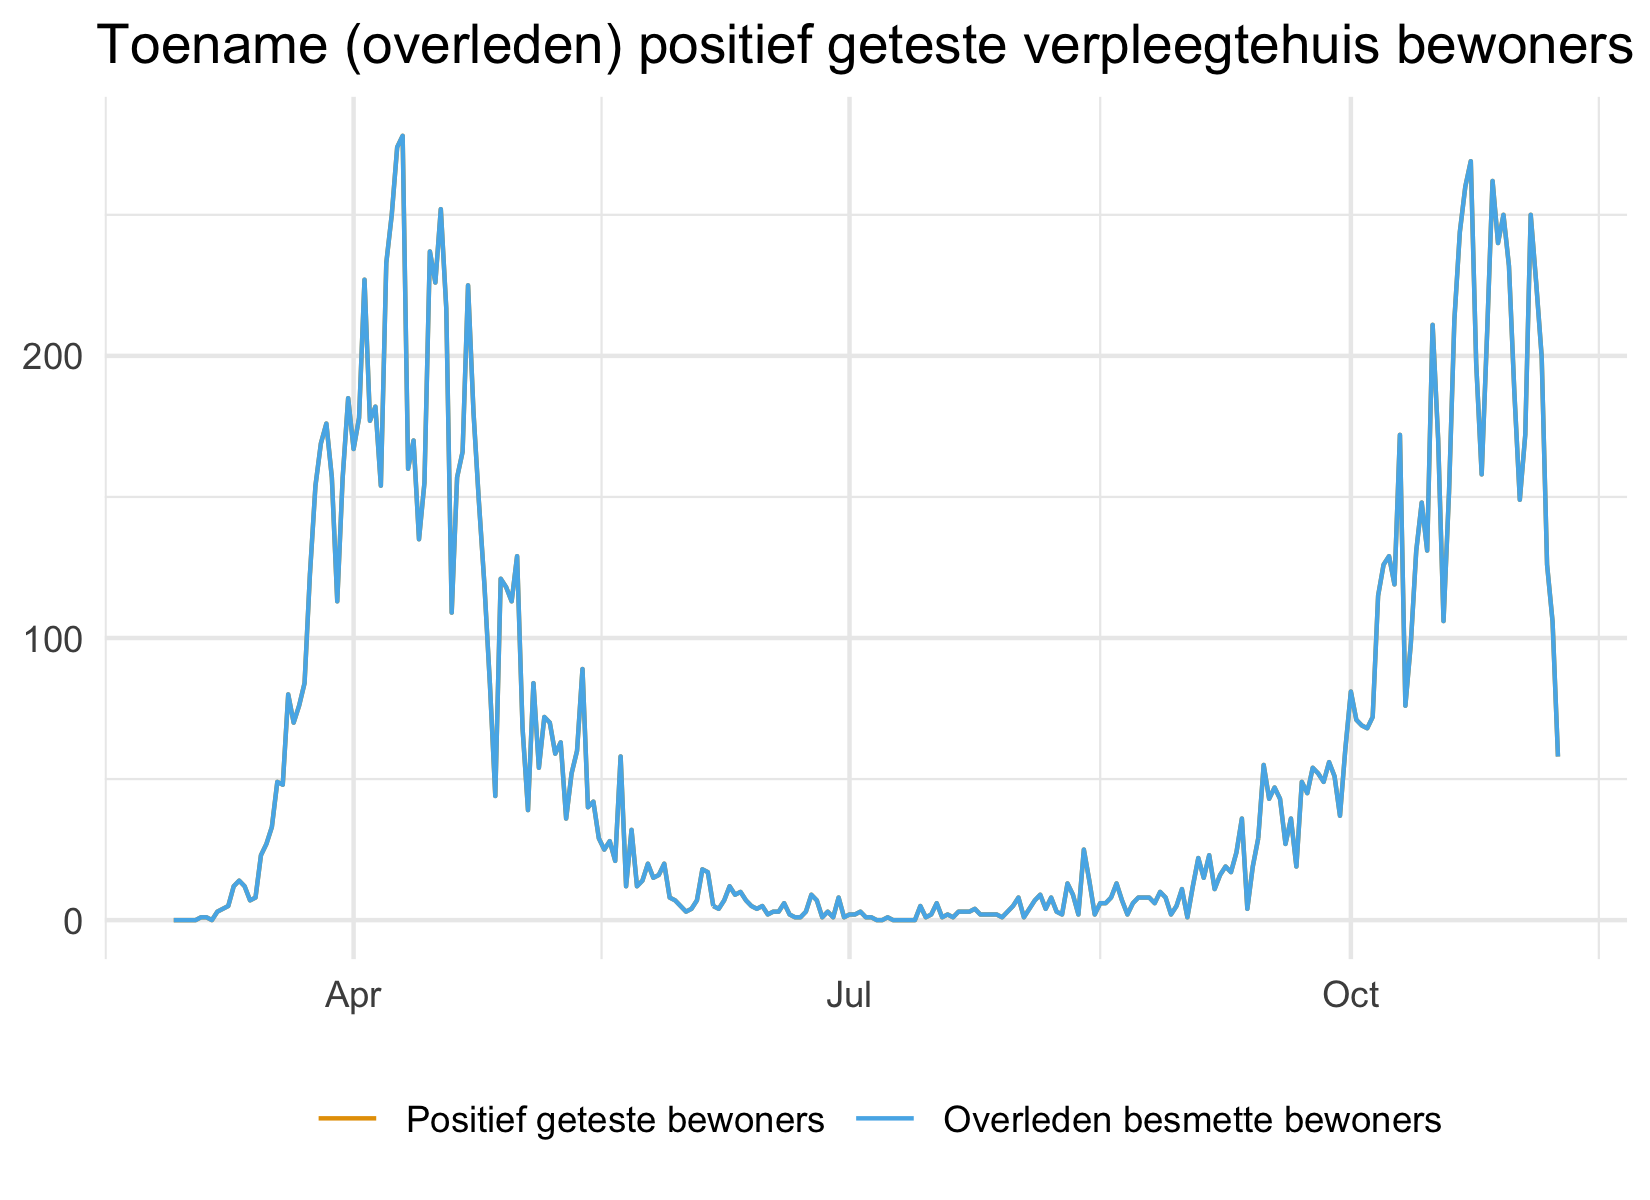 Toename (overleden) positief geteste verpleegtehuis bewoners
200
100
0
Apr Jul Oct
Positief geteste bewoners Overleden besmette bewoners